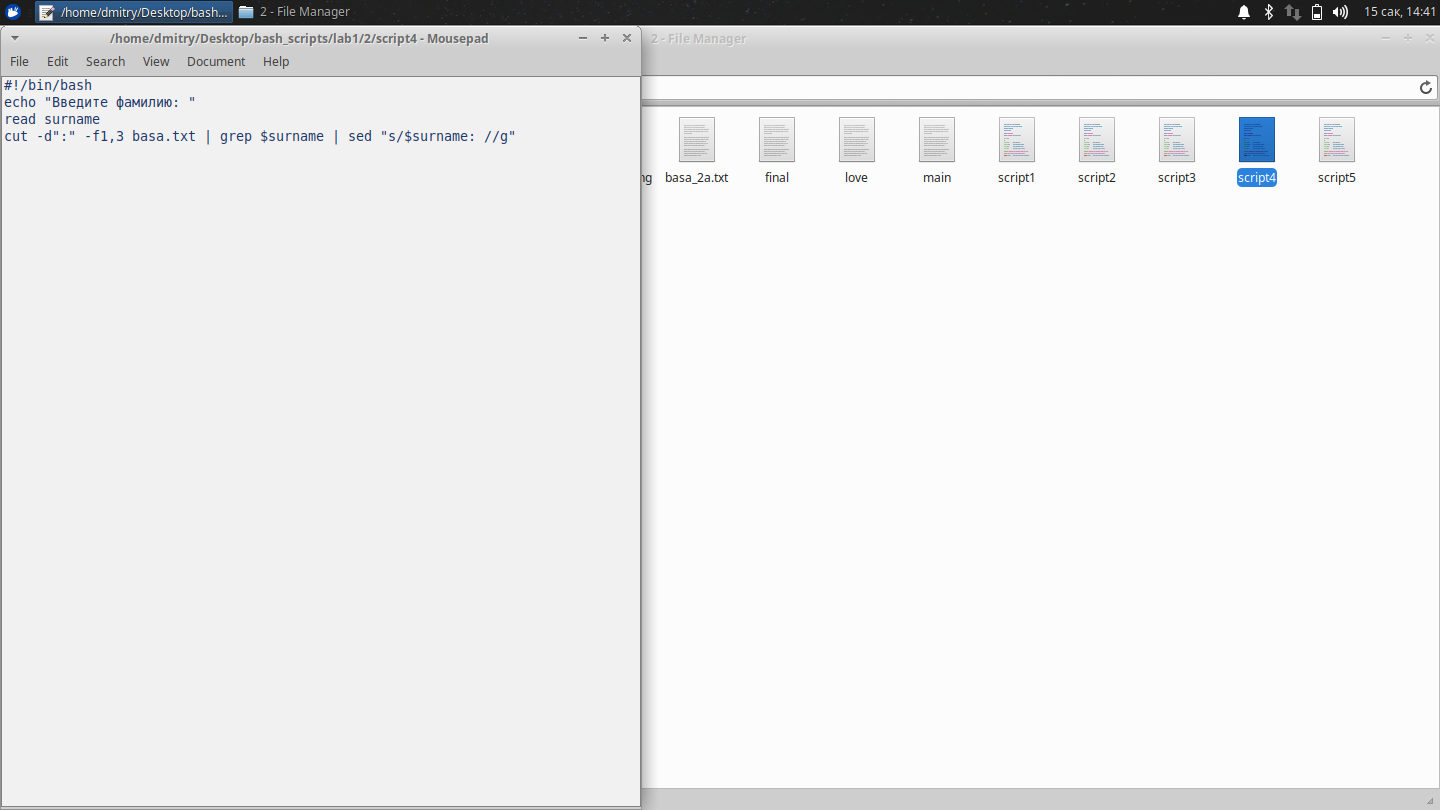 /home/dmitry/Desktop/bash...
2 - File Manager
15 сак, 14:41
/home/dmitry/Desktop/bash_scripts/lab1/2/script4 - Mousepad
2 - File Manager
File Edit Search View Document Help
#!/bin/bash
echo "Введите фамилию: "
read surname
cut -d":" -f1,3 basa.txt | grep $surname | sed "s/$surname: //g"
ng
basa_2a.txt
final
love
main
script1
script2
script3
script4
script5